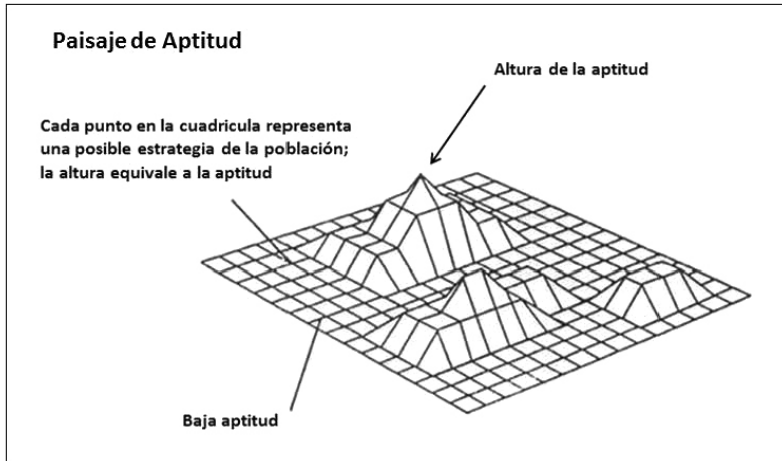 Paisaje de Aptitud
Altura de la aptitud
Cada punto en la cuadricula representa
una posible estrategia de la población;
la altura equivale a la aptitud
Baja aptitud